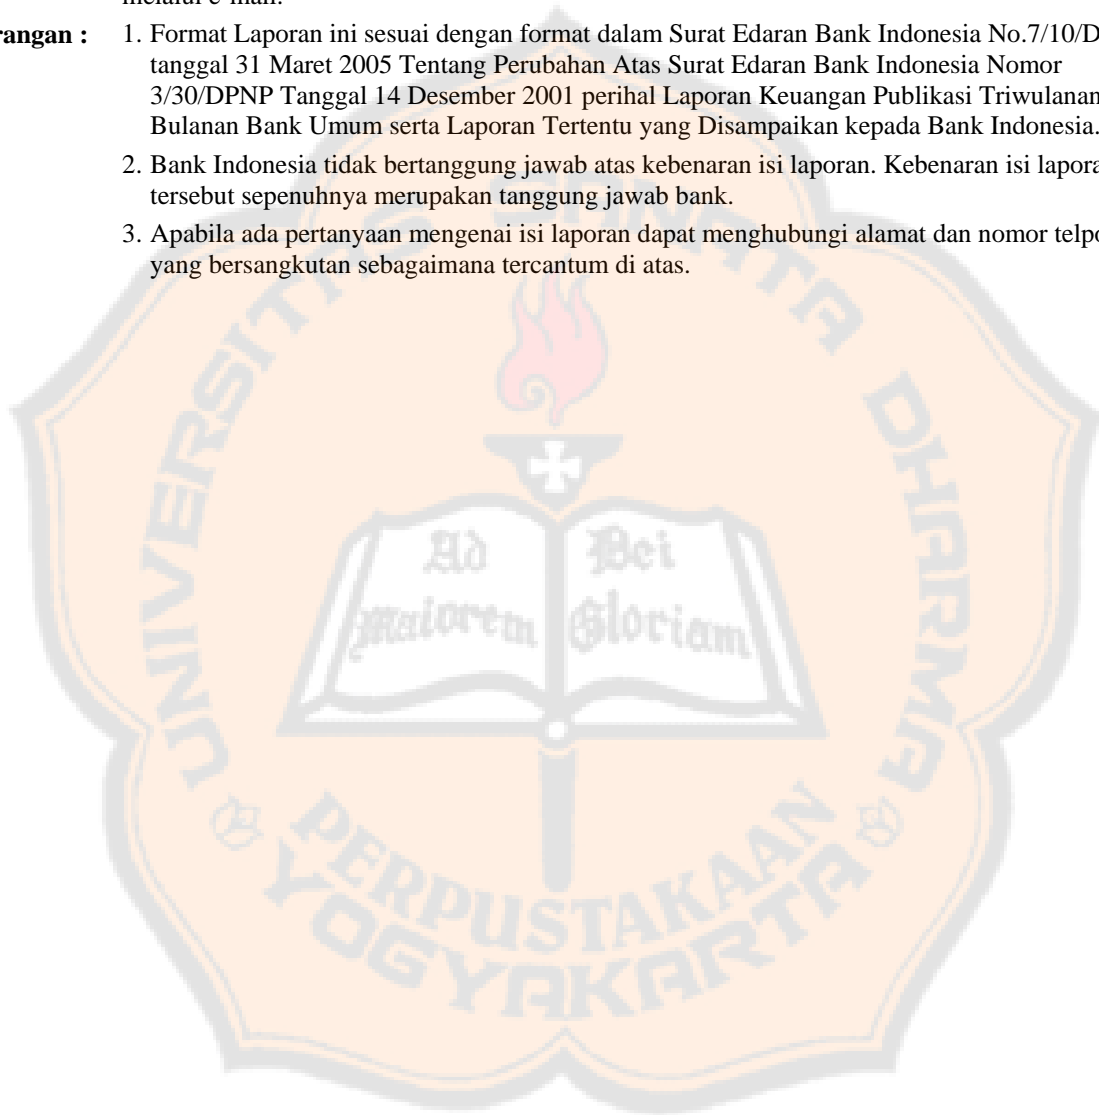 melalui e-mail.
rangan :
1. Format Laporan ini sesuai dengan format dalam Surat Edaran Bank Indonesia No.7/10/D
tanggal 31 Maret 2005 Tentang Perubahan Atas Surat Edaran Bank Indonesia Nomor
3/30/DPNP Tanggal 14 Desember 2001 perihal Laporan Keuangan Publikasi Triwulanan
Bulanan Bank Umum serta Laporan Tertentu yang Disampaikan kepada Bank Indonesia.
2. Bank Indonesia tidak bertanggung jawab atas kebenaran isi laporan. Kebenaran isi lapora
tersebut sepenuhnya merupakan tanggung jawab bank.
3. Apabila ada pertanyaan mengenai isi laporan dapat menghubungi alamat dan nomor telpo
yang bersangkutan sebagaimana tercantum di atas.
UNIVERSITAS SANATA DHARMA
Ad Dei
maiorem Gloriam
PERPUSTAKAAN
YOGYAKARTA